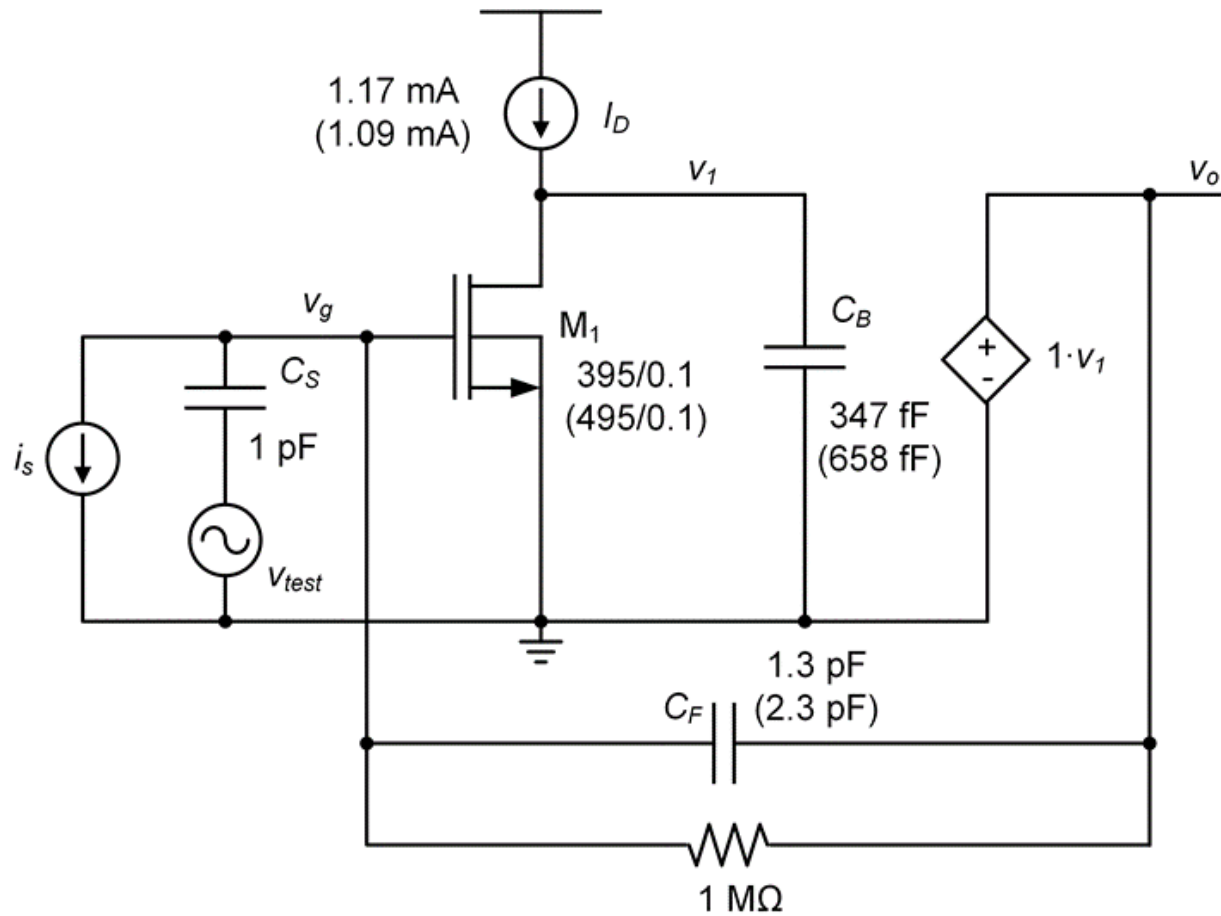 1.17 mA
(1.09 mA)
I_D
v_1
v_o
v_g
M_1
395/0.1
(495/0.1)
C_B
347 fF
(658 fF)
+
-
1·v_1
C_S
1 pF
i_s
v_test
1.3 pF
(2.3 pF)
C_F
1 MΩ